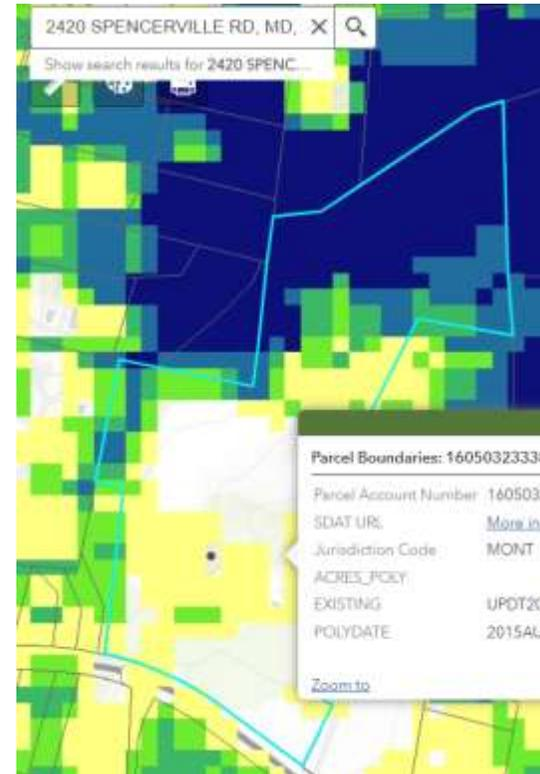 2420 SPENCERVILLE RD, MD,
Show search results for 2420 SPENC...
Parcel Boundaries: 1605032333
Parcel Account Number 160503
SDAT URL More in
Jurisdiction Code MONT
ACRES_POLY
EXISTING UPDT20
POLYDATE 2015AU
Zoom to